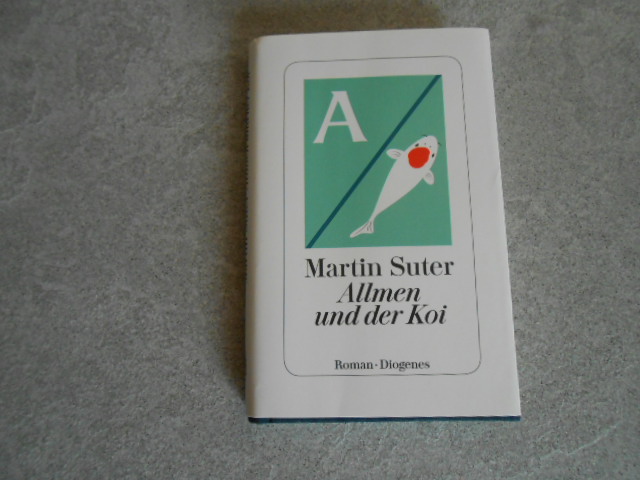 A
Martin Suter
Allmen
und der Koi
Roman · Diogenes